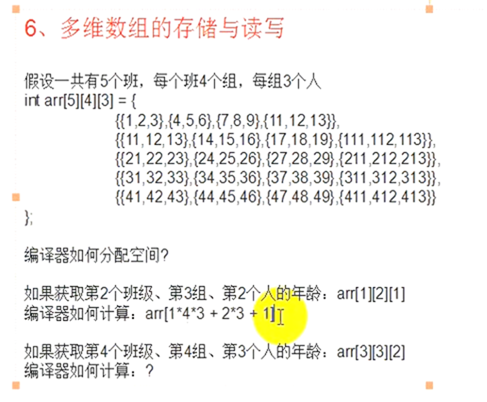 6、多维数组的存储与读写
假设一共有5个班，每个班4个组，每组3个人
int arr[5][4][3] = {
{{1,2,3},{4,5,6},{7,8,9},{11,12,13}},
{{11,12,13},{14,15,16},{17,18,19},{111,112,113}},
{{21,22,23},{24,25,26},{27,28,29},{211,212,213}},
{{31,32,33},{34,35,36},{37,38,39},{311,312,313}},
{{41,42,43},{44,45,46},{47,48,49},{411,412,413}}
};
编译器如何分配空间?
如果获取第2个班级、第3组、第2个人的年龄：arr[1][2][1]
编译器如何计算：arr[1*4*3 + 2*3 + 1]
如果获取第4个班级、第4组、第3个人的年龄：arr[3][3][2]
编译器如何计算：?